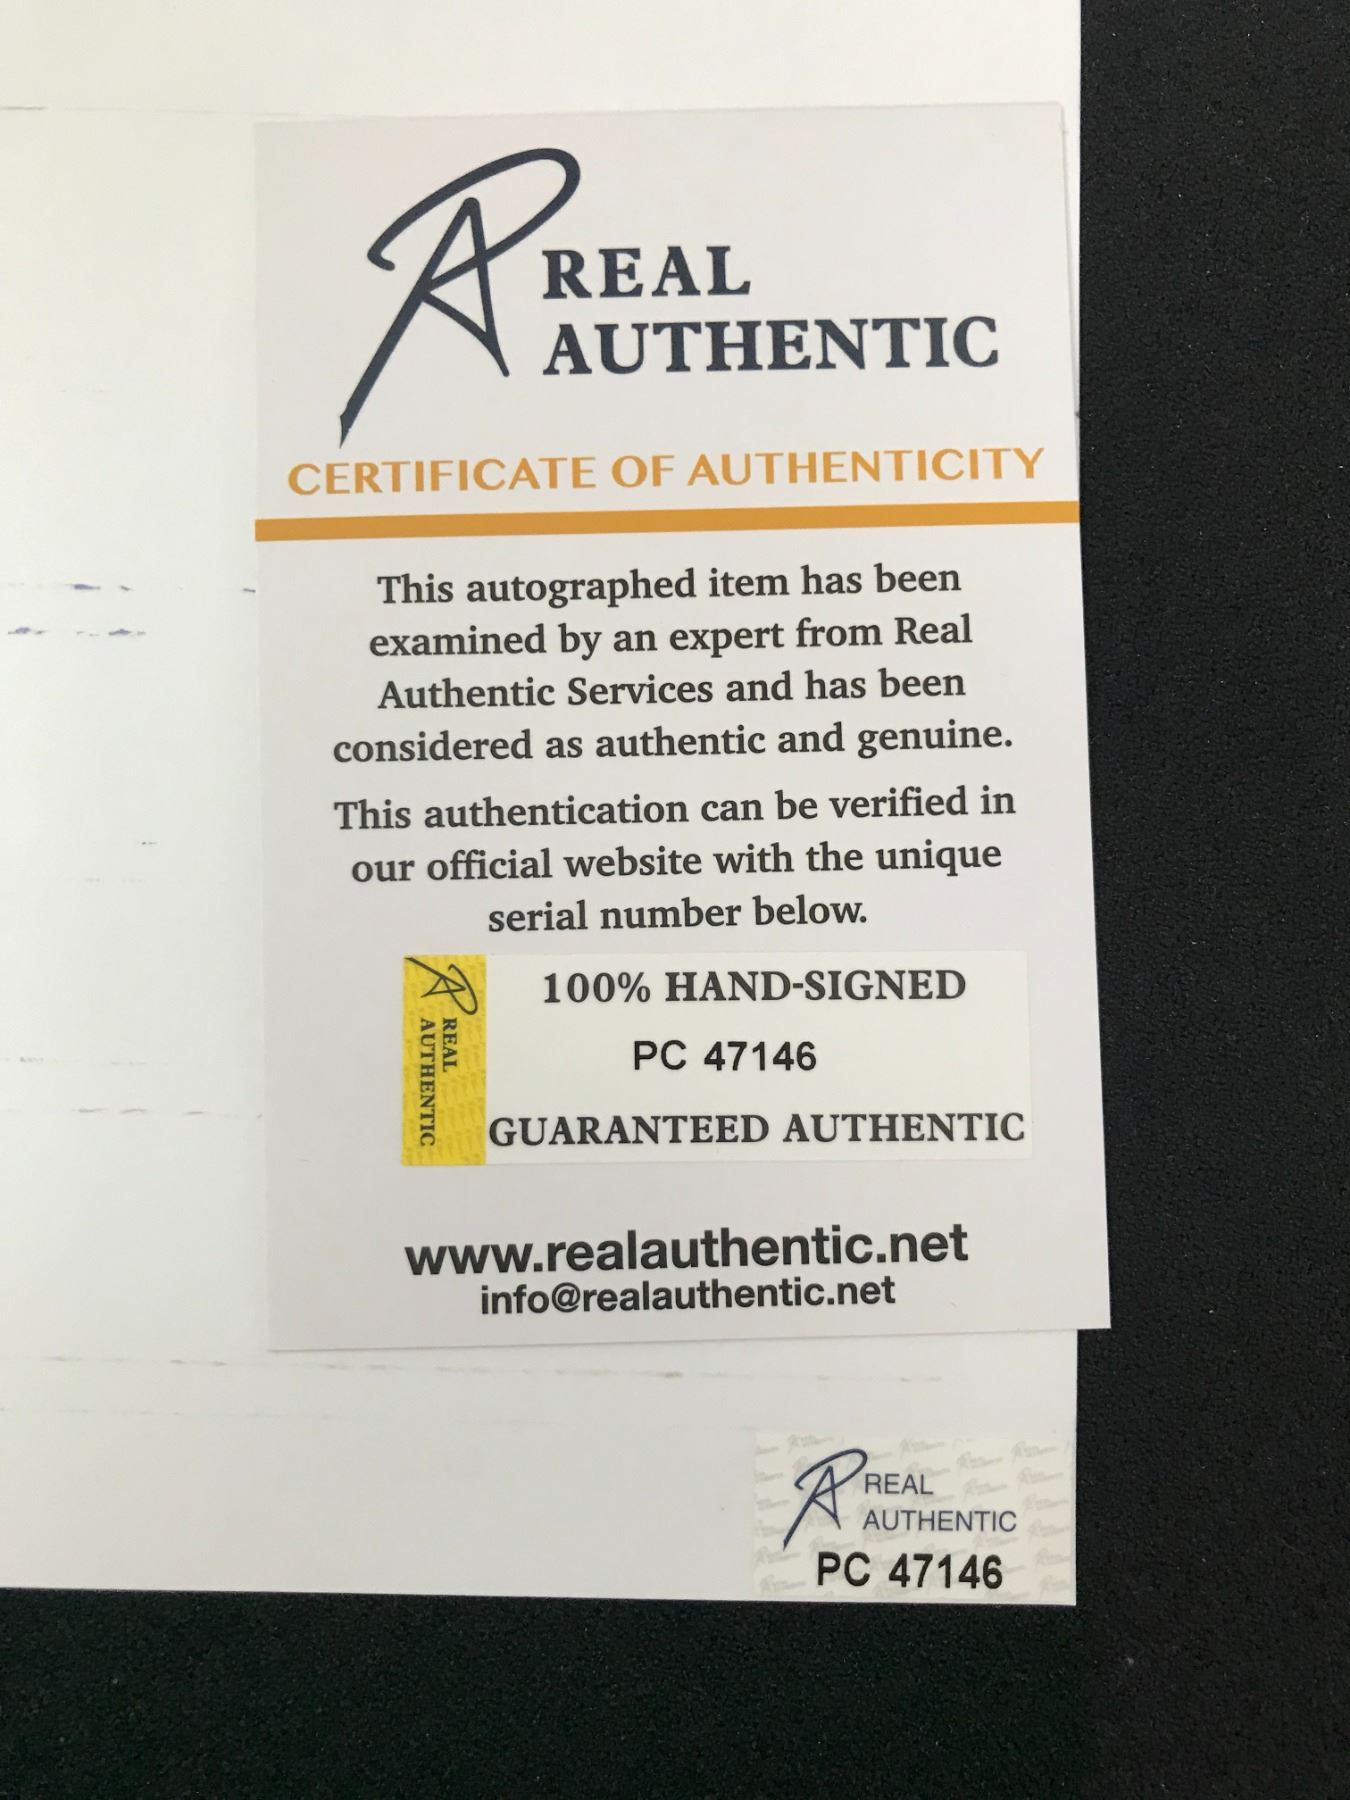 REAL
AUTHENTIC
CERTIFICATE OF AUTHENTICITY
This autographed item has been
examined by an expert from Real
Authentic Services and has been
considered as authentic and genuine.
This authentication can be verified in
our official website with the unique
serial number below.
REAL
AUTHENTIC
100% HAND-SIGNED
PC 47146
GUARANTEED AUTHENTIC
www.realauthentic.net
info@realauthentic.net
REAL
AUTHENTIC
PC 47146